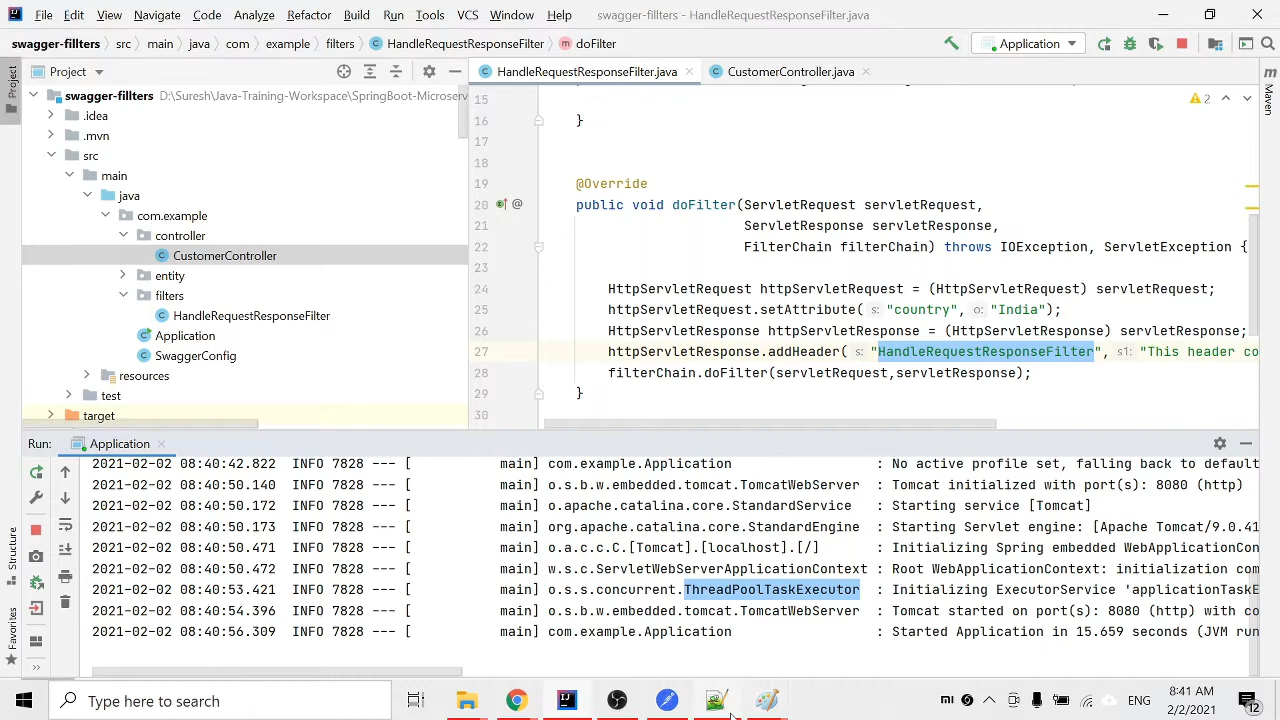 File Edit View Navigate Code Analyze Refactor Build Run Tools VCS Window Help swagger-fillters - HandleRequestResponseFilter.java
swagger-fillters src main java com example filters HandleRequestResponseFilter doFilter Application
Project
Project
HandleRequestResponseFilter.java
CustomerController.java
Maven
swagger-fillters D:\Suresh\Java-Training-Workspace\SpringBoot-Microserv
.idea
.mvn
src
main
java
com.example
controller
CustomerController
entity
filters
HandleRequestResponseFilter
Application
SwaggerConfig
resources
test
target
2
15
16 }
17
18
19 @Override
20 public void doFilter(ServletRequest servletRequest,
21 ServletResponse servletResponse,
22 FilterChain filterChain) throws IOException, ServletException {
23
24 HttpServletRequest httpServletRequest = (HttpServletRequest) servletRequest;
25 httpServletRequest.setAttribute( s: "country", o: "India");
26 HttpServletResponse httpServletResponse = (HttpServletResponse) servletResponse;
27 httpServletResponse.addHeader( s: "HandleRequestResponseFilter", s1: "This header co
28 filterChain.doFilter(servletRequest,servletResponse);
29 }
30
Run: Application
Structure
Favorites
2021-02-02 08:40:42.822 INFO 7828 --- [ main] com.example.Application : No active profile set, falling back to default
2021-02-02 08:40:50.140 INFO 7828 --- [ main] o.s.b.w.embedded.tomcat.TomcatWebServer : Tomcat initialized with port(s): 8080 (http)
2021-02-02 08:40:50.172 INFO 7828 --- [ main] o.apache.catalina.core.StandardService : Starting service [Tomcat]
2021-02-02 08:40:50.173 INFO 7828 --- [ main] org.apache.catalina.core.StandardEngine : Starting Servlet engine: [Apache Tomcat/9.0.41
2021-02-02 08:40:50.471 INFO 7828 --- [ main] o.a.c.c.C.[Tomcat].[localhost].[/] : Initializing Spring embedded WebApplicationCon
2021-02-02 08:40:50.472 INFO 7828 --- [ main] w.s.c.ServletWebServerApplicationContext : Root WebApplicationContext: initialization com
2021-02-02 08:40:53.421 INFO 7828 --- [ main] o.s.s.concurrent.ThreadPoolTaskExecutor : Initializing ExecutorService 'applicationTaskE
2021-02-02 08:40:54.396 INFO 7828 --- [ main] o.s.b.w.embedded.tomcat.TomcatWebServer : Tomcat started on port(s): 8080 (http) with co
2021-02-02 08:40:56.309 INFO 7828 --- [ main] com.example.Application : Started Application in 15.659 seconds (JVM run
Type here to search
ENG
8:41 AM
2/2/2021
12